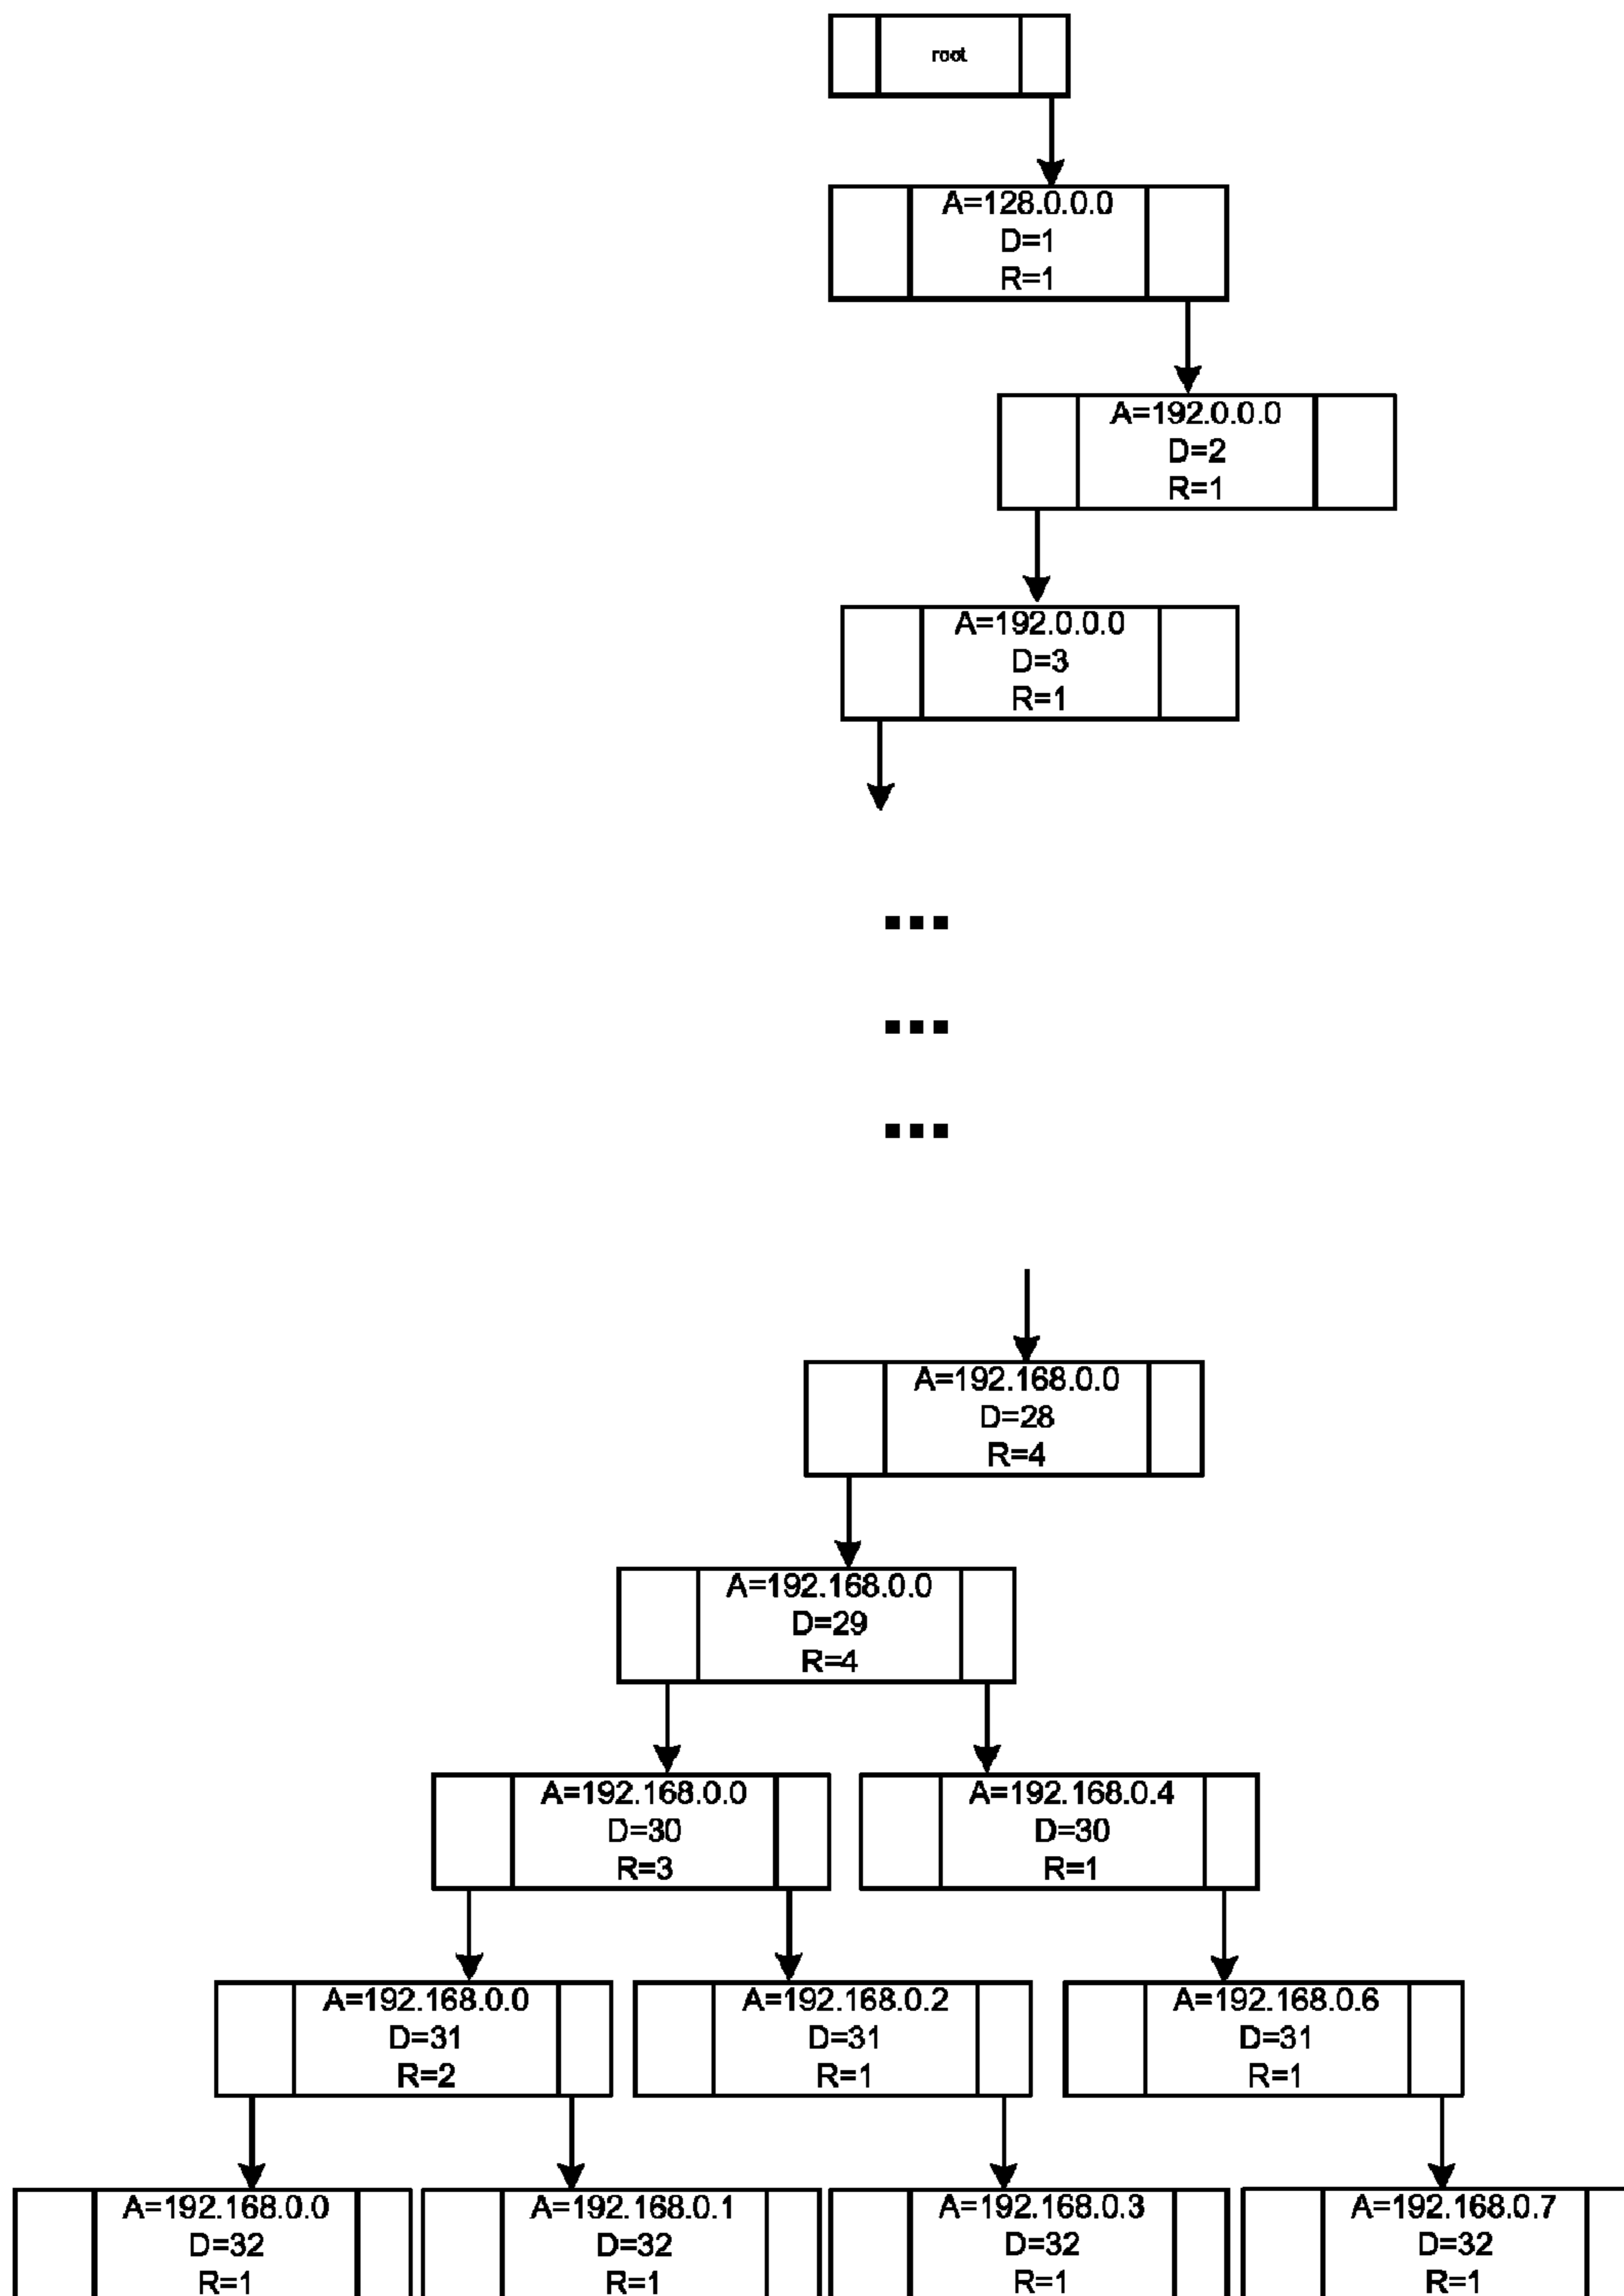 root
A=128.0.0.0
D=1
R=1
A=192.0.0.0
D=2
R=1
A=192.0.0.0
D=3
R=1
...
...
...
A=192.168.0.0
D=28
R=4
A=192.168.0.0
D=29
R=4
A=192.168.0.0
D=30
R=3
A=192.168.0.4
D=30
R=1
A=192.168.0.0
D=31
R=2
A=192.168.0.2
D=31
R=1
A=192.168.0.6
D=31
R=1
A=192.168.0.0
D=32
R=1
A=192.168.0.1
D=32
R=1
A=192.168.0.3
D=32
R=1
A=192.168.0.7
D=32
R=1